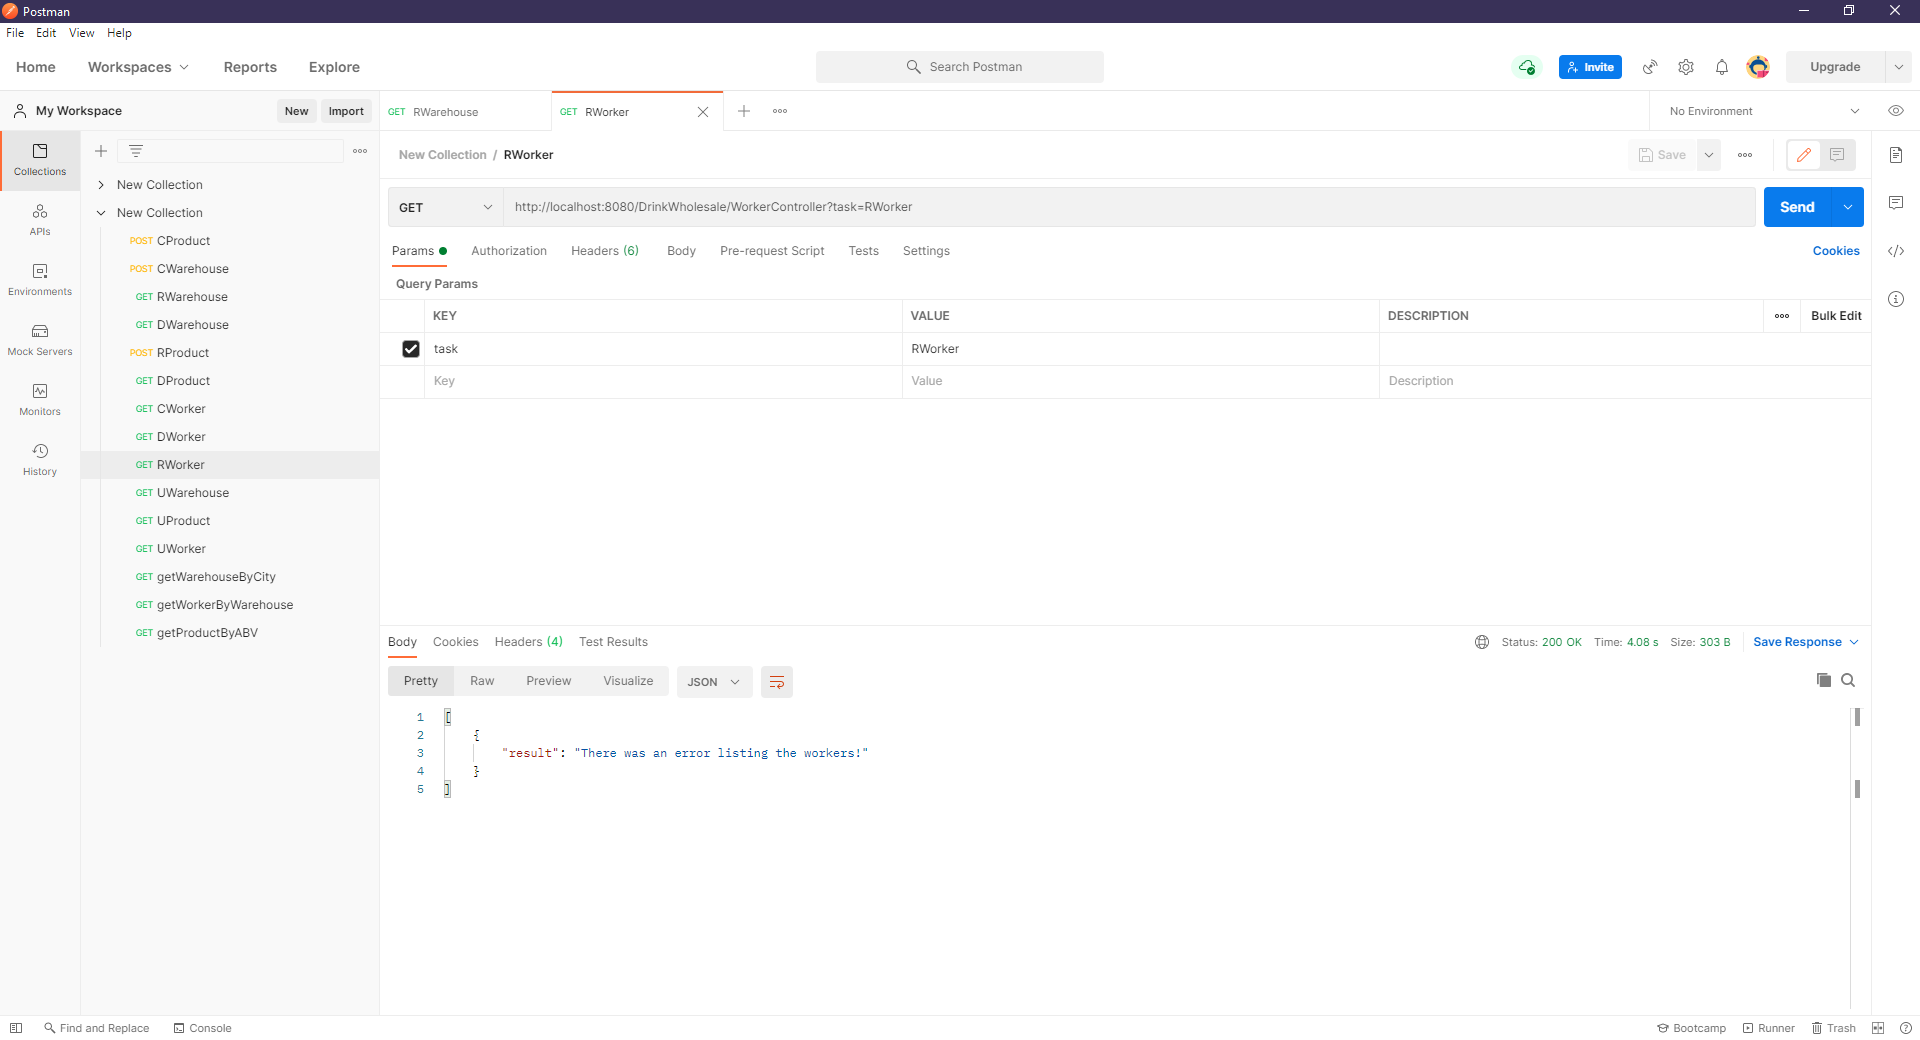 Postman
File Edit View Help
Home Workspaces Reports Explore
Search Postman
Invite
Upgrade
My Workspace
New Import
GET RWarehouse
GET RWorker
No Environment
Collections
APIs
Environments
Mock Servers
Monitors
History
New Collection
New Collection
POST CProduct
POST CWarehouse
GET RWarehouse
GET DWarehouse
POST RProduct
GET DProduct
GET CWorker
GET DWorker
GET RWorker
GET UWarehouse
GET UProduct
GET UWorker
GET getWarehouseByCity
GET getWorkerByWarehouse
GET getProductByABV
New Collection / RWorker
Save
GET http://localhost:8080/DrinkWholesale/WorkerController?task=RWorker
Send
Params Authorization Headers (6) Body Pre-request Script Tests Settings
Cookies
Query Params
KEY VALUE DESCRIPTION Bulk Edit
task RWorker
Key Value Description
Body Cookies Headers (4) Test Results
Status: 200 OK Time: 4.08 s Size: 303 B Save Response
Pretty Raw Preview Visualize JSON
1 [
2 {
3 "result": "There was an error listing the workers!"
4 }
5 ]
Find and Replace Console
Bootcamp Runner Trash